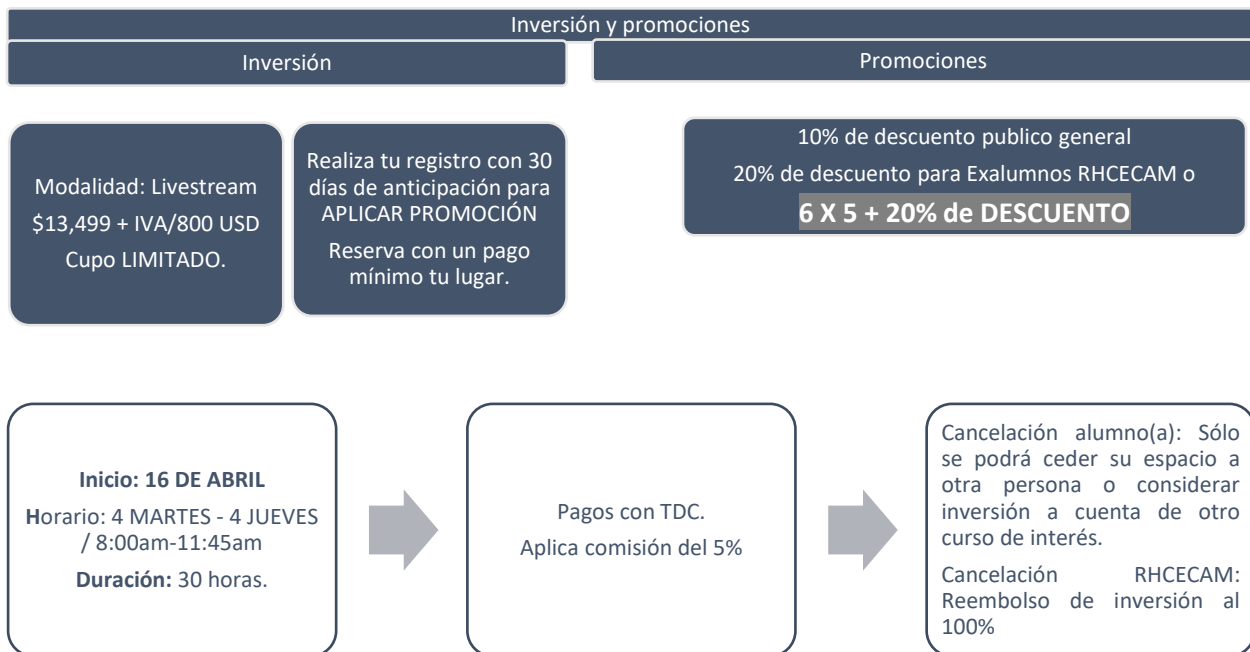 Inversión y promociones
Inversión
Promociones
Modalidad: Livestream
$13,499 + IVA/800 USD
Cupo LIMITADO.
Realiza tu registro con 30
días de anticipación para
APLICAR PROMOCIÓN
Reserva con un pago
mínimo tu lugar.
10% de descuento publico general
20% de descuento para Exalumnos RHCECAM o
6 X 5 + 20% de DESCUENTO
Inicio: 16 DE ABRIL
Horario: 4 MARTES - 4 JUEVES
/ 8:00am-11:45am
Duración: 30 horas.
Pagos con TDC.
Aplica comisión del 5%
Cancelación alumno(a): Sólo
se podrá ceder su espacio a
otra persona o considerar
inversión a cuenta de otro
curso de interés.
Cancelación RHCECAM:
Reembolso de inversión al
100%